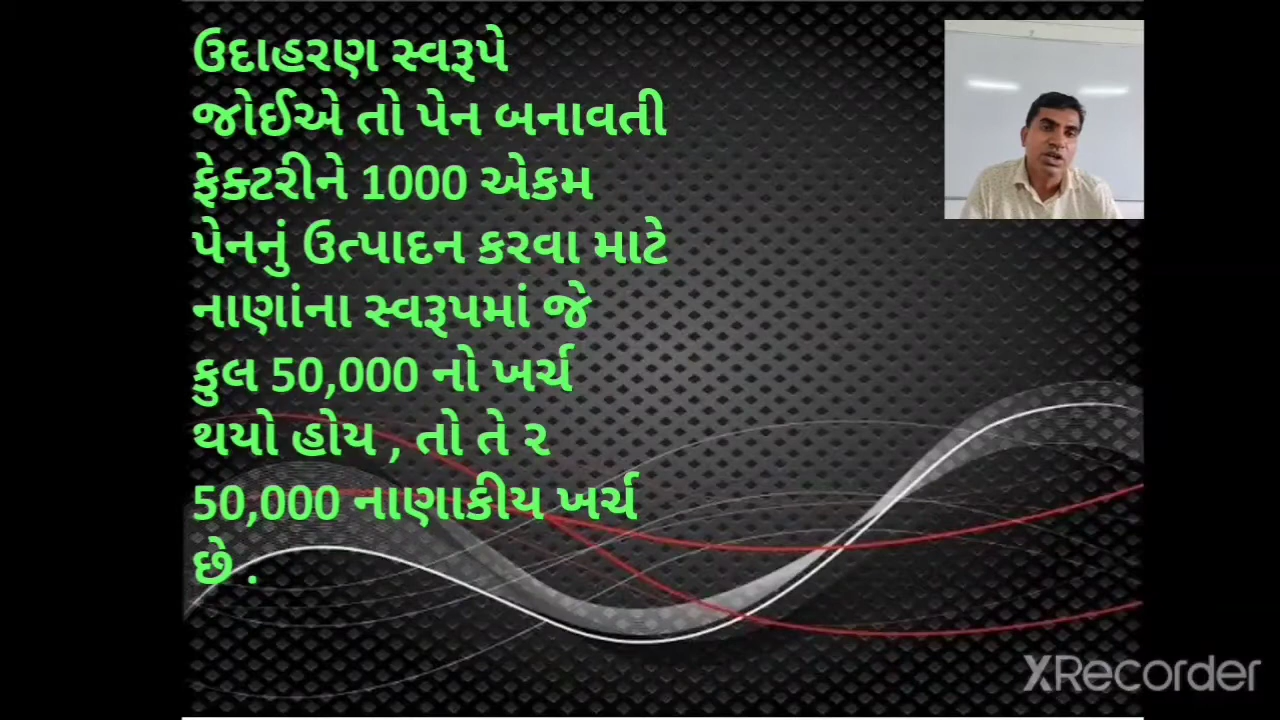 ઉદાહરણ સ્વરૂપે
જોઈએ તો પેન બનાવતી
ફેક્ટરીને 1000 એકમ
પેનનું ઉત્પાદન કરવા માટે
નાણાંના સ્વરૂપમાં જે
કુલ 50,000 નો ખર્ચ
થયો હોય , તો તે ૨
50,000 નાણાકીય ખર્ચ
છે .
XRecorder